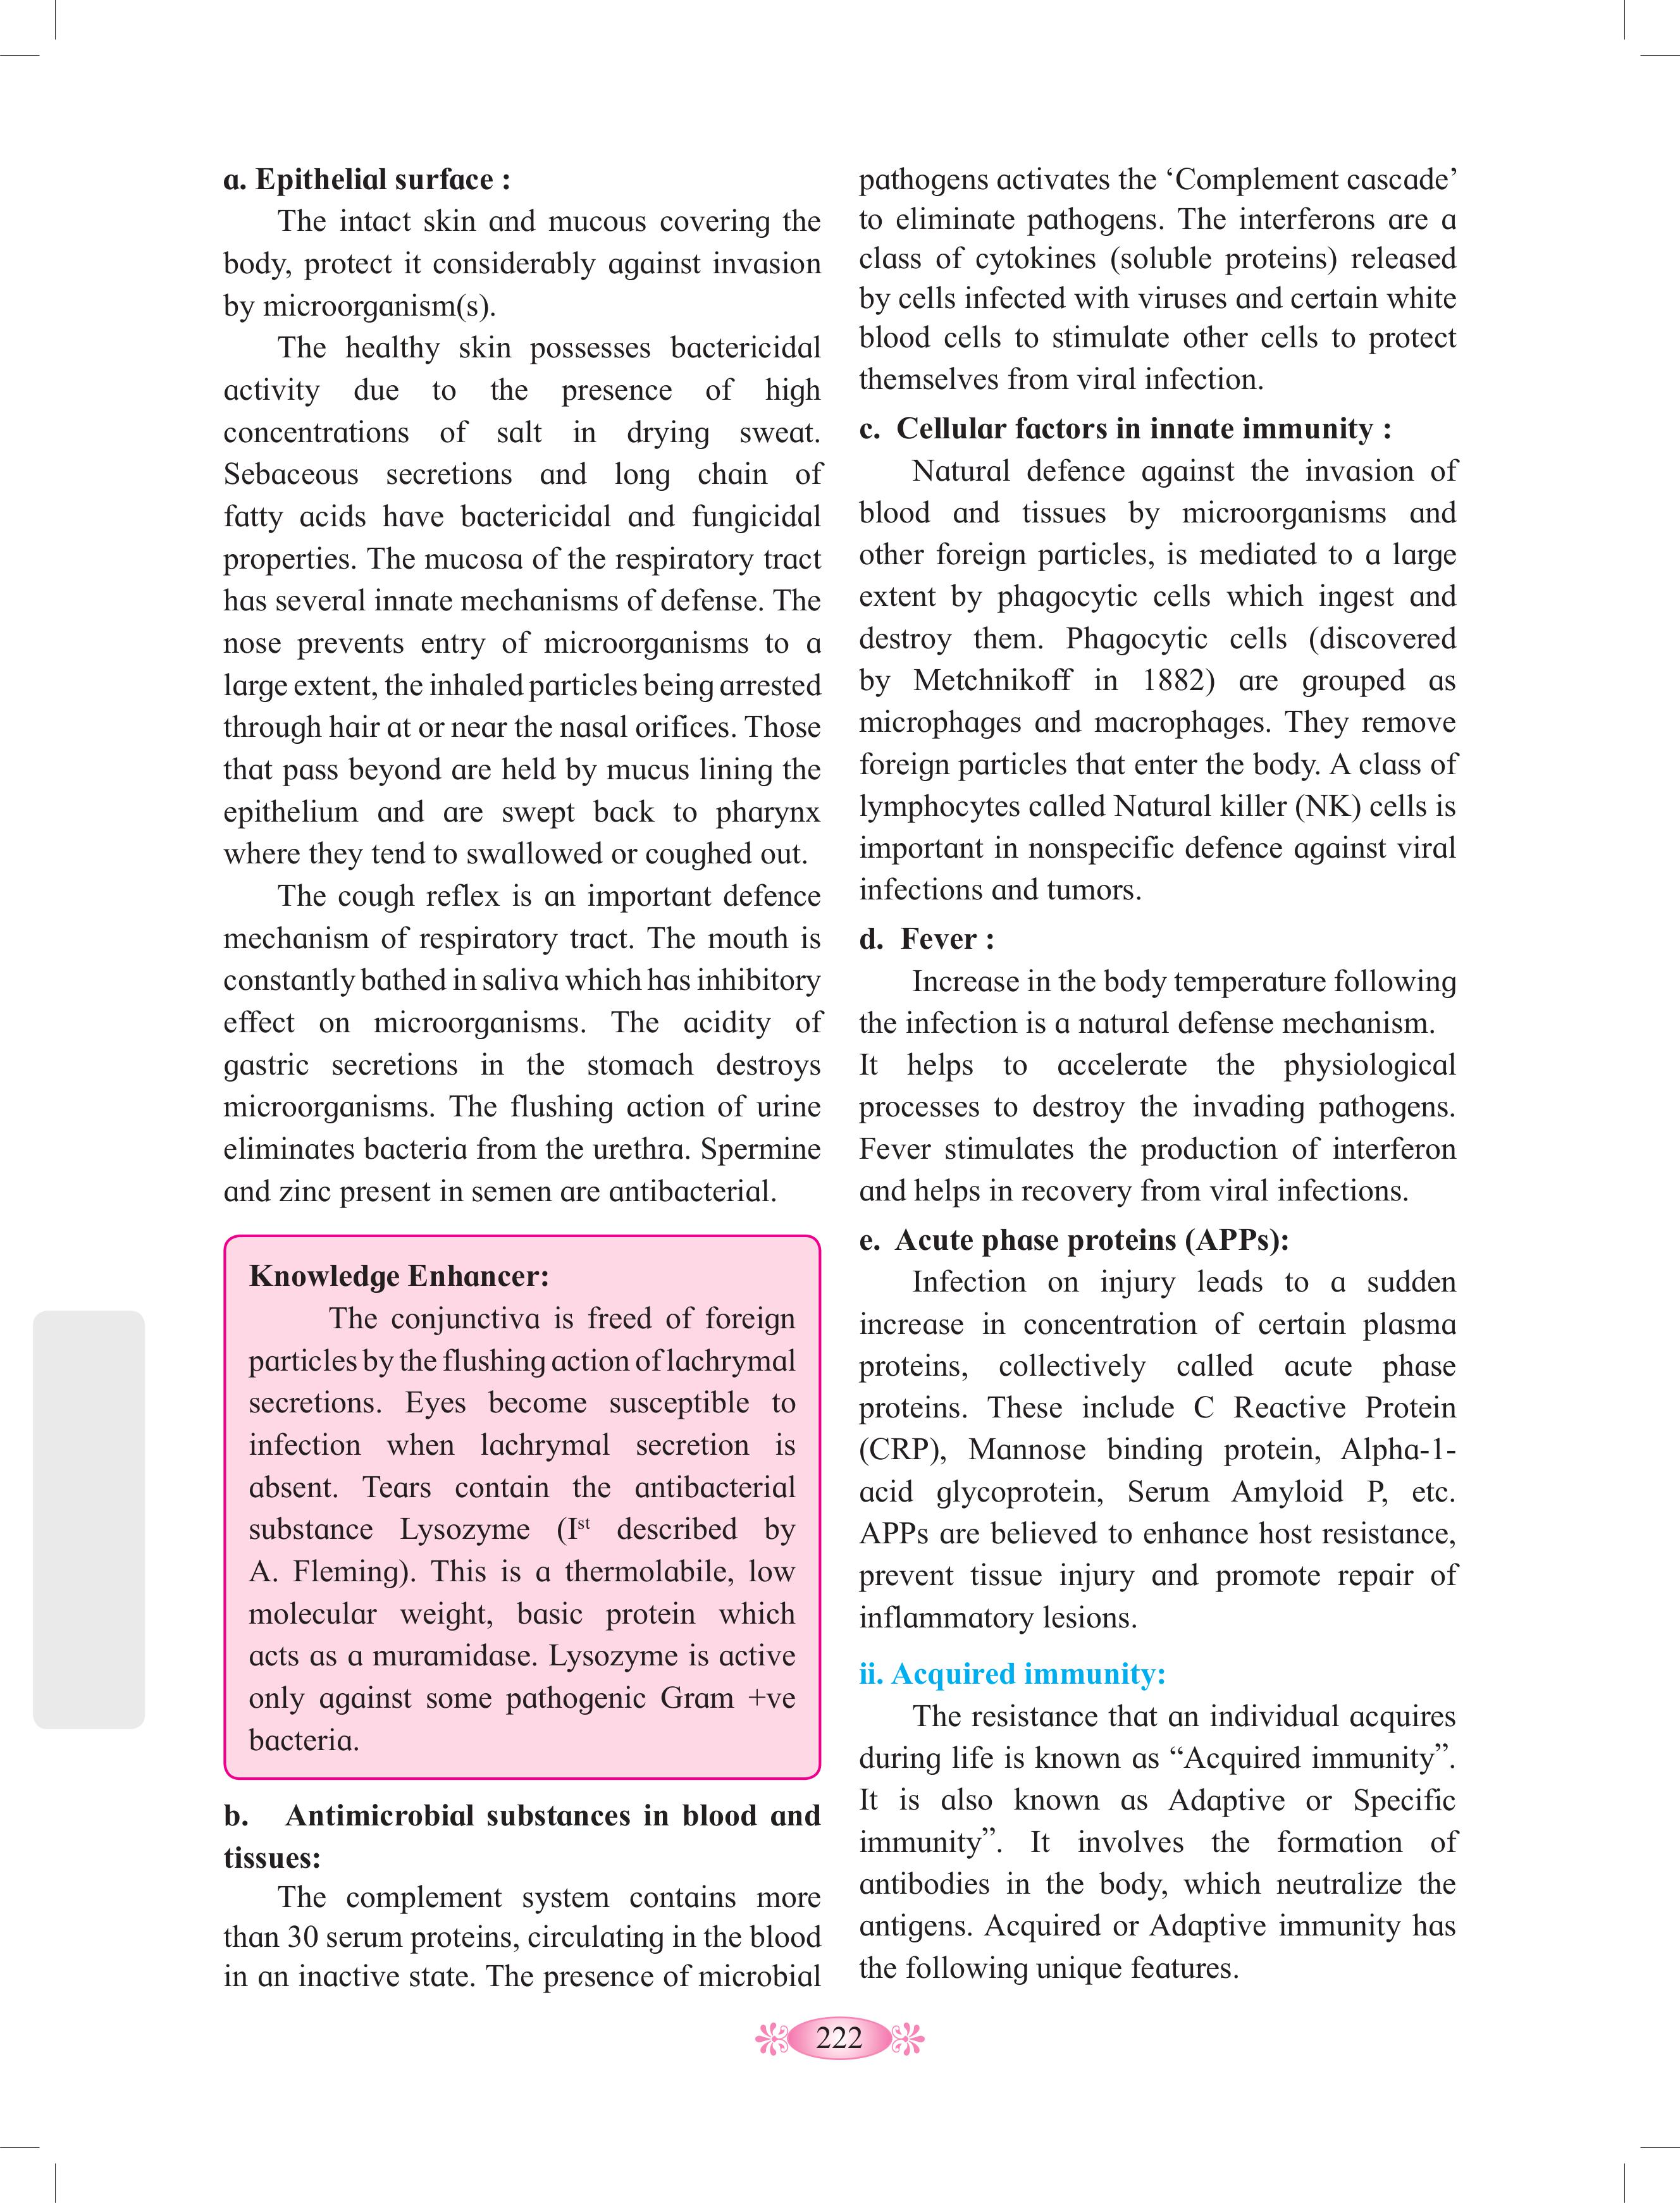 a. Epithelial surface :
The intact skin and mucous covering the
body, protect it considerably against invasion
by microorganism(s).
The healthy skin possesses bactericidal
activity due to the presence of high
concentrations of salt in drying sweat.
Sebaceous secretions and long chain of
fatty acids have bactericidal and fungicidal
properties. The mucosa of the respiratory tract
has several innate mechanisms of defense. The
nose prevents entry of microorganisms to a
large extent, the inhaled particles being arrested
through hair at or near the nasal orifices. Those
that pass beyond are held by mucus lining the
epithelium and are swept back to pharynx
where they tend to swallowed or coughed out.
The cough reflex is an important defence
mechanism of respiratory tract. The mouth is
constantly bathed in saliva which has inhibitory
effect on microorganisms. The acidity of
gastric secretions in the stomach destroys
microorganisms. The flushing action of urine
eliminates bacteria from the urethra. Spermine
and zinc present in semen are antibacterial.
Knowledge Enhancer:
The conjunctiva is freed of foreign
particles by the flushing action of lachrymal
secretions. Eyes become susceptible to
infection when lachrymal secretion is
absent. Tears contain the antibacterial
substance Lysozyme (Ist described by
A. Fleming). This is a thermolabile, low
molecular weight, basic protein which
acts as a muramidase. Lysozyme is active
only against some pathogenic Gram +ve
bacteria.
b. Antimicrobial substances in blood and
tissues:
The complement system contains more
than 30 serum proteins, circulating in the blood
in an inactive state. The presence of microbial
pathogens activates the ‘Complement cascade’
to eliminate pathogens. The interferons are a
class of cytokines (soluble proteins) released
by cells infected with viruses and certain white
blood cells to stimulate other cells to protect
themselves from viral infection.
c. Cellular factors in innate immunity :
Natural defence against the invasion of
blood and tissues by microorganisms and
other foreign particles, is mediated to a large
extent by phagocytic cells which ingest and
destroy them. Phagocytic cells (discovered
by Metchnikoff in 1882) are grouped as
microphages and macrophages. They remove
foreign particles that enter the body. A class of
lymphocytes called Natural killer (NK) cells is
important in nonspecific defence against viral
infections and tumors.
d. Fever :
Increase in the body temperature following
the infection is a natural defense mechanism.
It helps to accelerate the physiological
processes to destroy the invading pathogens.
Fever stimulates the production of interferon
and helps in recovery from viral infections.
e. Acute phase proteins (APPs):
Infection on injury leads to a sudden
increase in concentration of certain plasma
proteins, collectively called acute phase
proteins. These include C Reactive Protein
(CRP), Mannose binding protein, Alpha-1-
acid glycoprotein, Serum Amyloid P, etc.
APPs are believed to enhance host resistance,
prevent tissue injury and promote repair of
inflammatory lesions.
ii. Acquired immunity:
The resistance that an individual acquires
during life is known as “Acquired immunity”.
It is also known as Adaptive or Specific
immunity”. It involves the formation of
antibodies in the body, which neutralize the
antigens. Acquired or Adaptive immunity has
the following unique features.
222